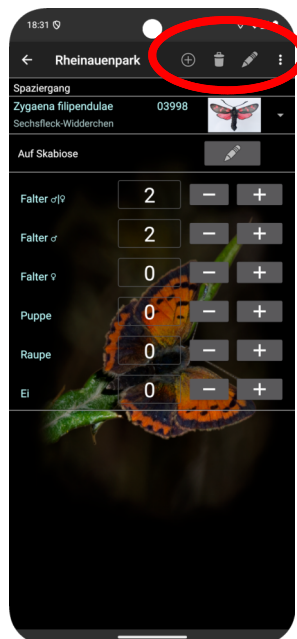 18:31
Rheinauenpark
Spaziergang
Zygaena filipendulae 03998
Sechsfleck-Widderchen
Auf Skabiose
Falter ♂|♀ 2
Falter ♂ 2
Falter ♀ 0
Puppe 0
Raupe 0
Ei 0